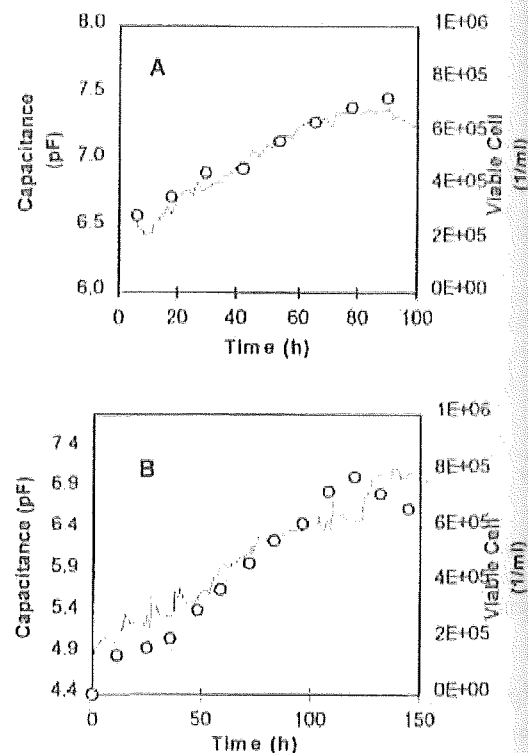 8.0
7.5
7.0
6.5
6.0
Capacitance
(pF)
A
1E+06
8E+05
6E+05
4E+05
2E+05
0E+00
Viable Cell
(1/ml)
0 20 40 60 80 100
Time (h)
7 4
6.9
6.4
5.9
5.4
4.9
4.4
Capacitance (pF)
B
1E+06
8E+05
6E+05
4E+05
2E+05
0E+00
Viable Cell
(1/ml)
0 50 100 150
Time (h)